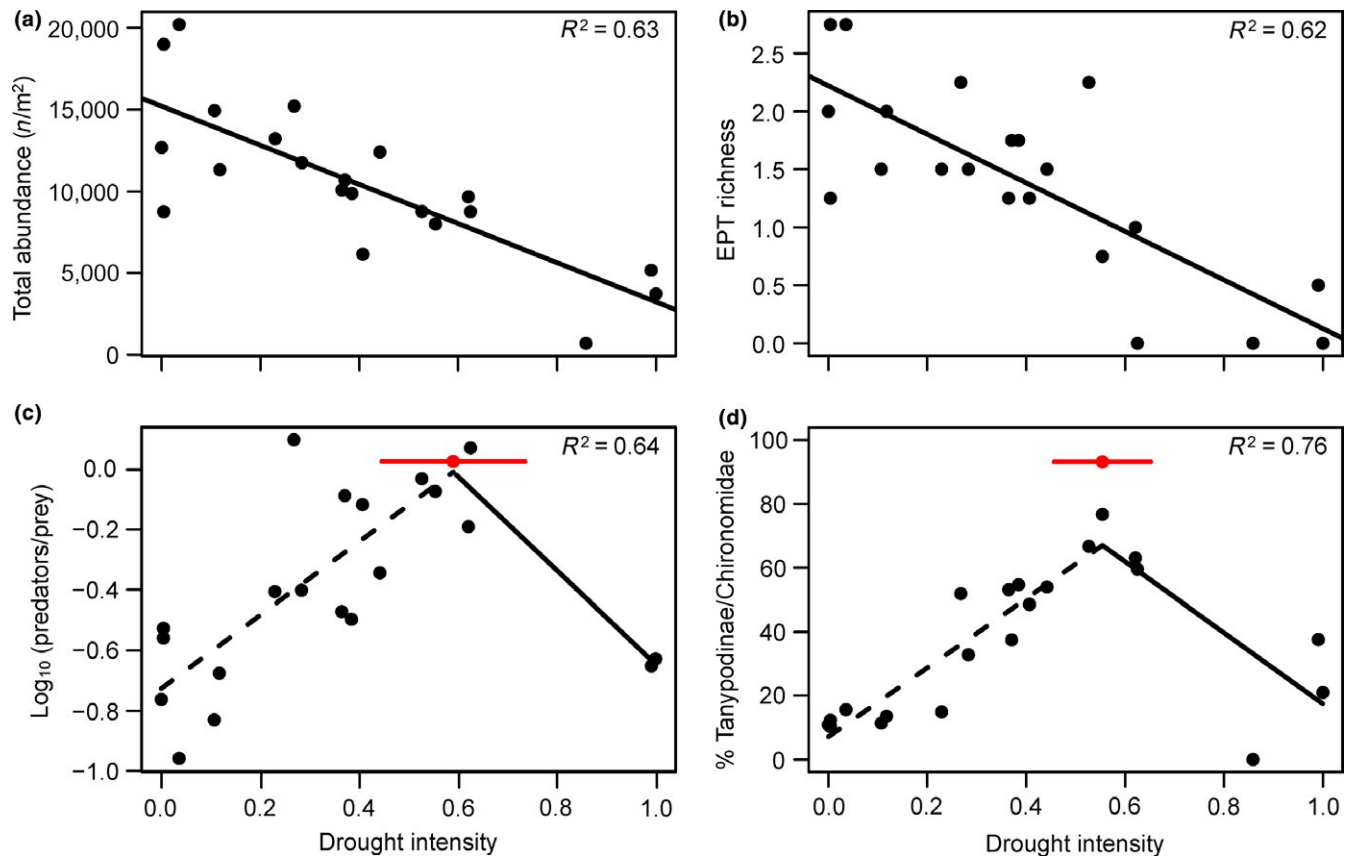 (a)
R² = 0.63
20,000
15,000
10,000
5,000
0
Total abundance (n/m²)
(b)
R² = 0.62
2.5
2.0
1.5
1.0
0.5
0.0
EPT richness
(c)
R² = 0.64
0.0
−0.2
−0.4
−0.6
−0.8
−1.0
Log₁₀ (predators/prey)
0.0 0.2 0.4 0.6 0.8 1.0
Drought intensity
(d)
R² = 0.76
100
80
60
40
20
0
% Tanypodinae/Chironomidae
0.0 0.2 0.4 0.6 0.8 1.0
Drought intensity